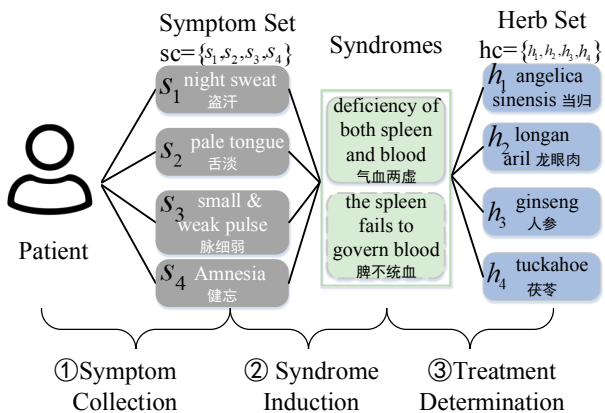 Symptom Set
sc={s₁,s₂,s₃,s₄}
Syndromes
Herb Set
hc={h₁,h₂,h₃,h₄}
Patient
s₁ night sweat
盗汗
s₂ pale tongue
舌淡
s₃ small &
weak pulse
脉细弱
s₄ Amnesia
健忘
deficiency of
both spleen
and blood
气血两虚
the spleen
fails to
govern blood
脾不统血
h₁ angelica
sinensis 当归
h₂ longan
aril 龙眼肉
h₃ ginseng
人参
h₄ tuckahoe
茯苓
①Symptom
Collection
② Syndrome
Induction
③Treatment
Determination